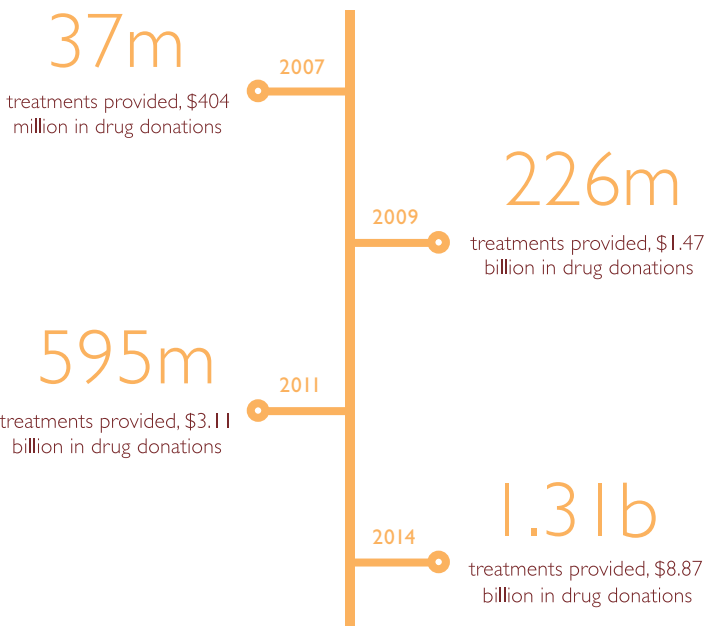 37m
2007
treatments provided, $404
million in drug donations
226m
2009
treatments provided, $1.47
billion in drug donations
595m
2011
treatments provided, $3.11
billion in drug donations
1.31b
2014
treatments provided, $8.87
billion in drug donations